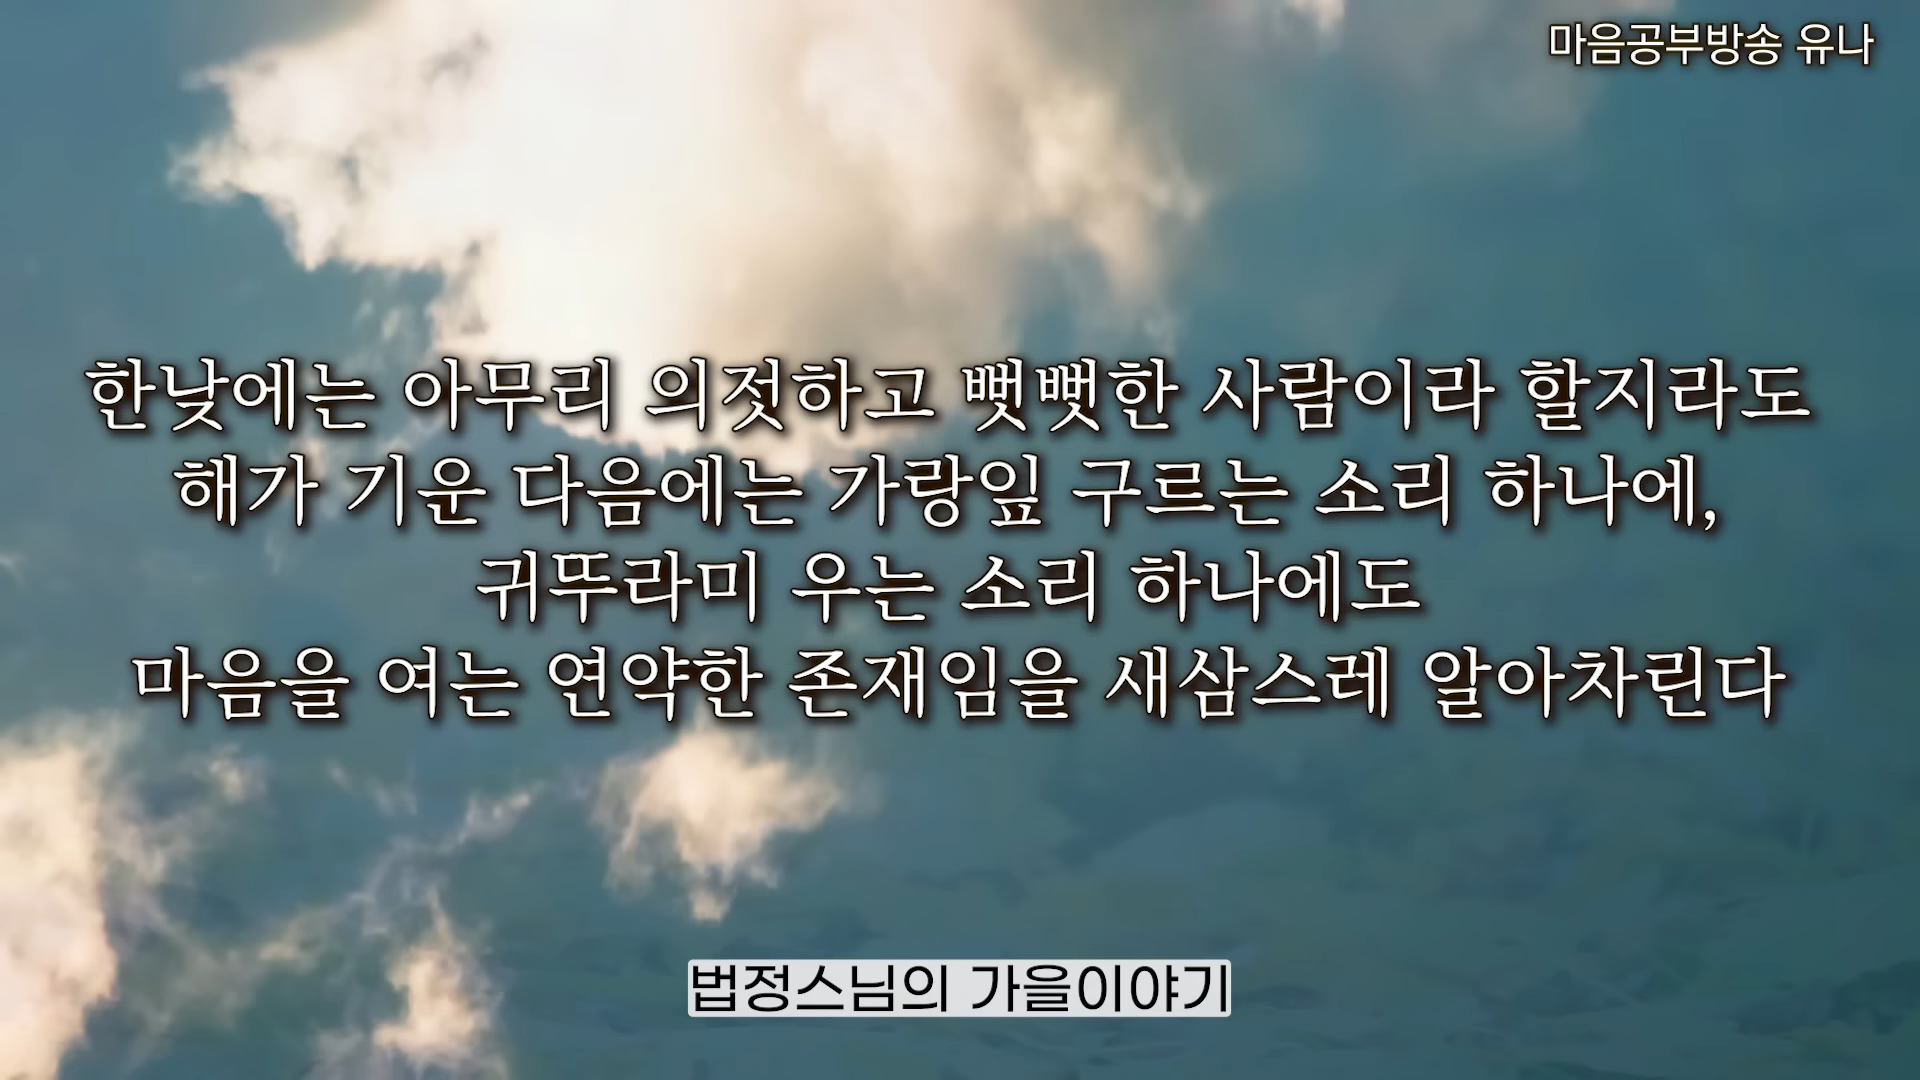 마음공부방송 유나
한낮에는 아무리 의젓하고 뻣뻣한 사람이라 할지라도
해가 기운 다음에는 가랑잎 구르는 소리 하나에,
귀뚜라미 우는 소리 하나에도
마음을 여는 연약한 존재임을 새삼스레 알아차린다
법정스님의 가을이야기